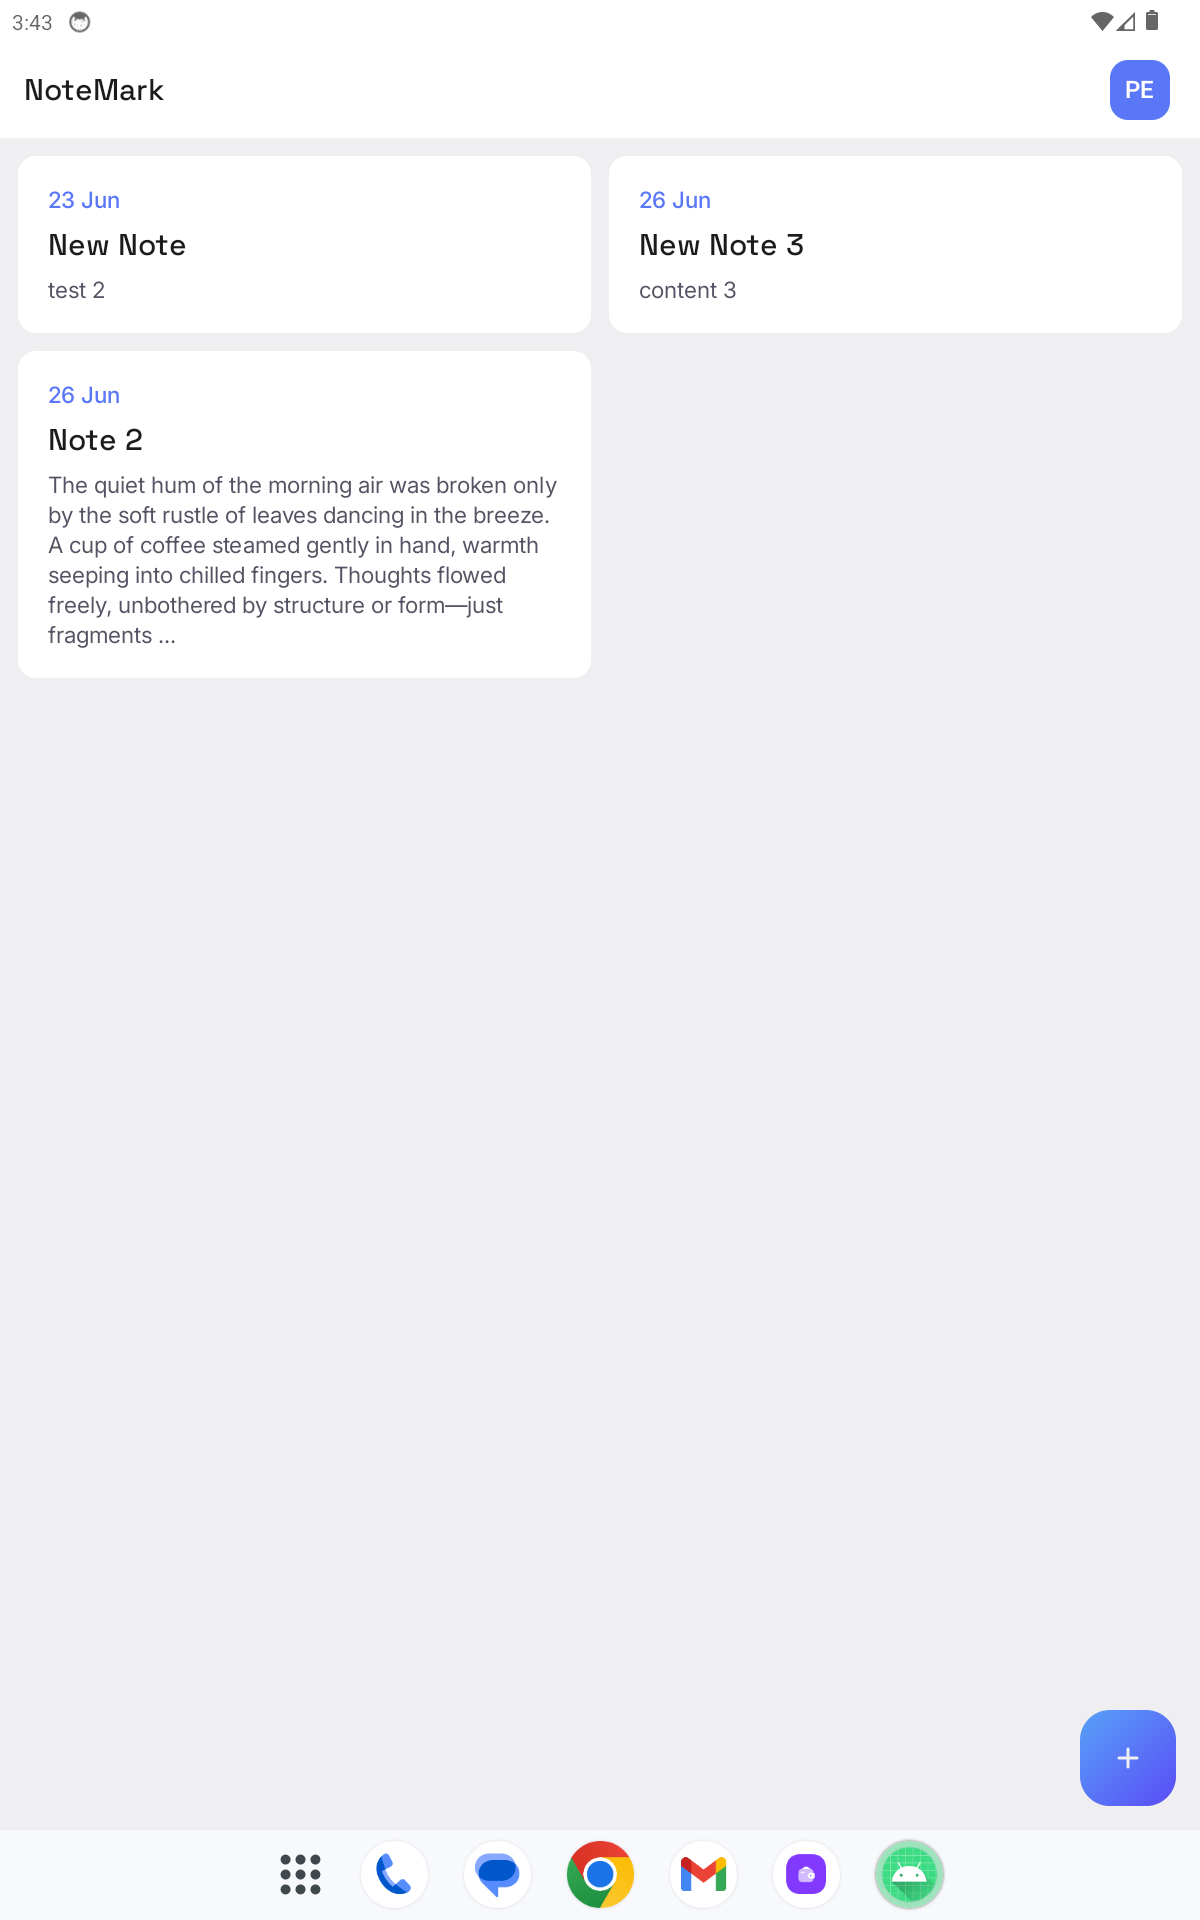 3:43
NoteMark
PE
23 Jun
New Note
test 2
26 Jun
New Note 3
content 3
26 Jun
Note 2
The quiet hum of the morning air was broken only
by the soft rustle of leaves dancing in the breeze.
A cup of coffee steamed gently in hand, warmth
seeping into chilled fingers. Thoughts flowed
freely, unbothered by structure or form—just
fragments ...